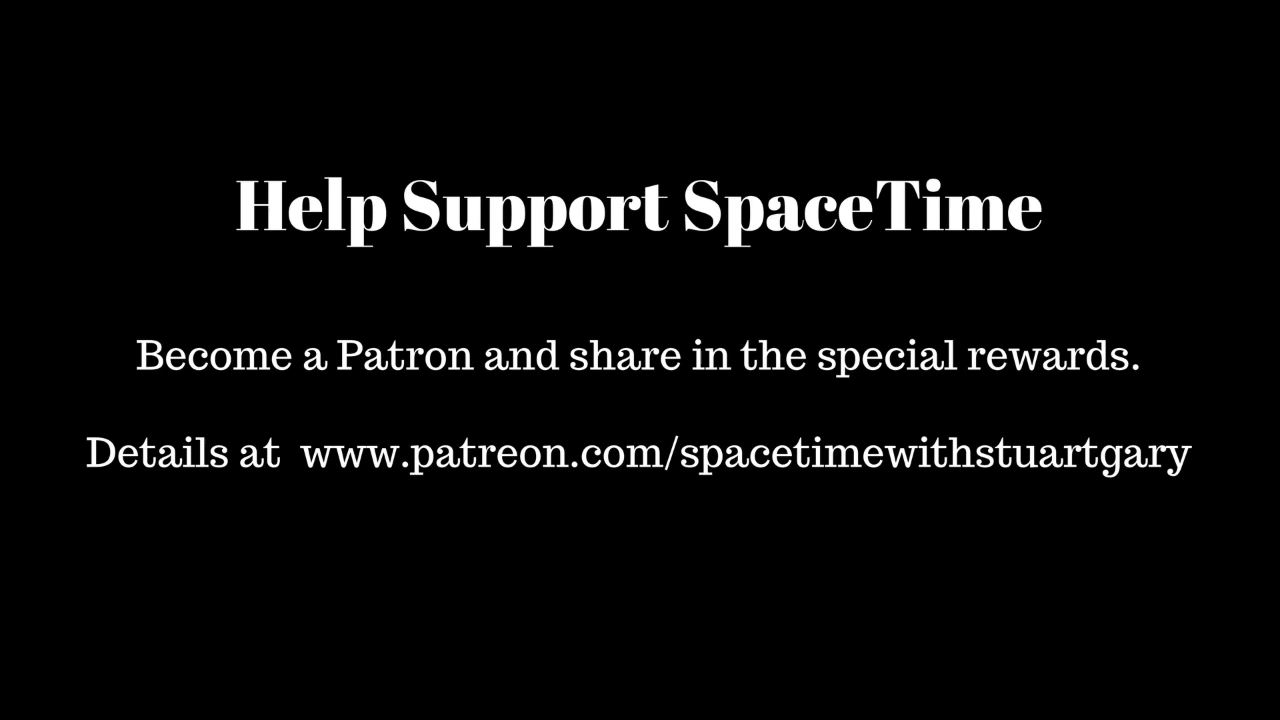 Help Support SpaceTime
Become a Patron and share in the special rewards.
Details at  www.patreon.com/spacetimewithstuartgary